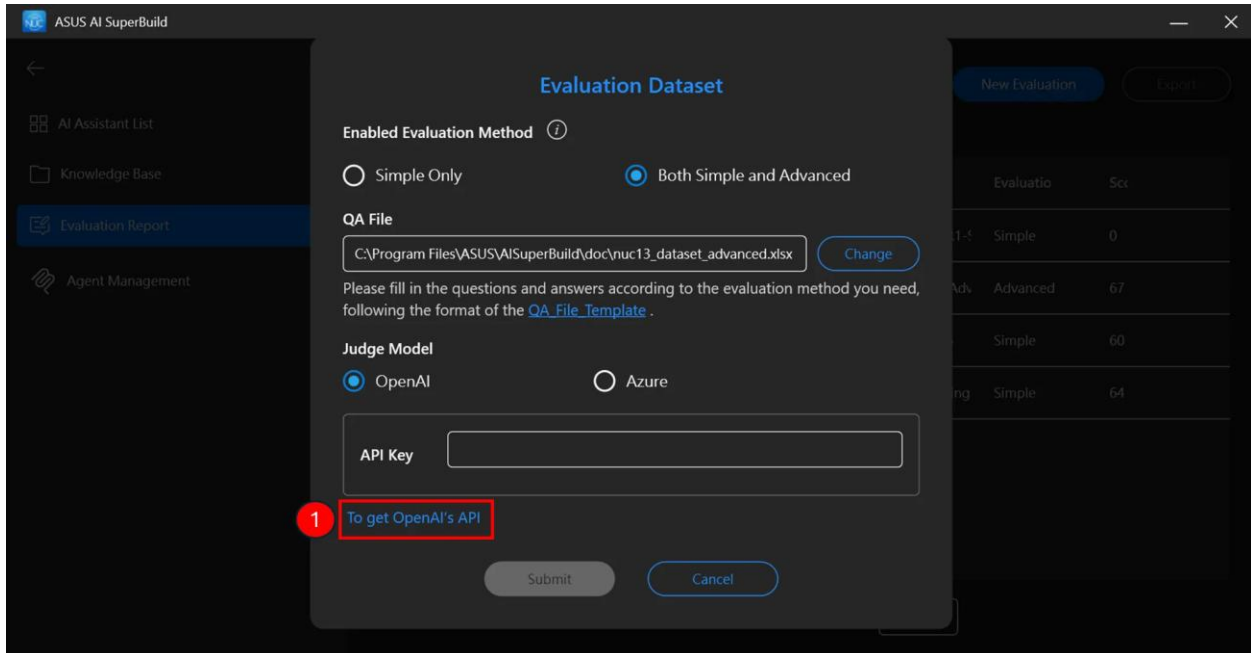 NUC ASUS AI SuperBuild
New Evaluation
Export
AI Assistant List
Knowledge Base
Evaluation Report
Agent Management
Evaluation Dataset
Enabled Evaluation Method i
Simple Only
Both Simple and Advanced
QA File
C:\Program Files\ASUS\AISuperBuild\doc\nuc13_dataset_advanced.xlsx
Change
Please fill in the questions and answers according to the evaluation method you need,
following the format of the QA_File_Template .
Judge Model
OpenAI
Azure
API Key
1 To get OpenAI's API
Submit
Cancel
Evaluatio
Simple 0
Adv Advanced 67
Simple 60
ng Simple 64